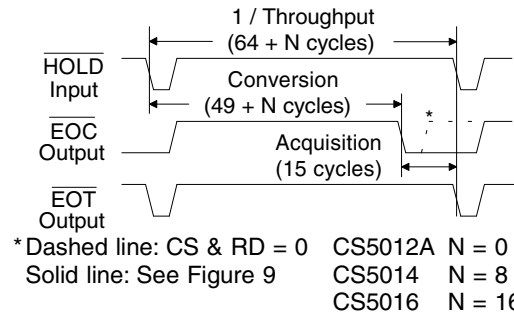 1 / Throughput
(64 + N cycles)
HOLD
Input
Conversion
(49 + N cycles)
*
EOC
Output
Acquisition
(15 cycles)
EOT
Output
*Dashed line: CS & RD = 0 CS5012A N = 0
Solid line: See Figure 9 CS5014 N = 8
CS5016 N = 16